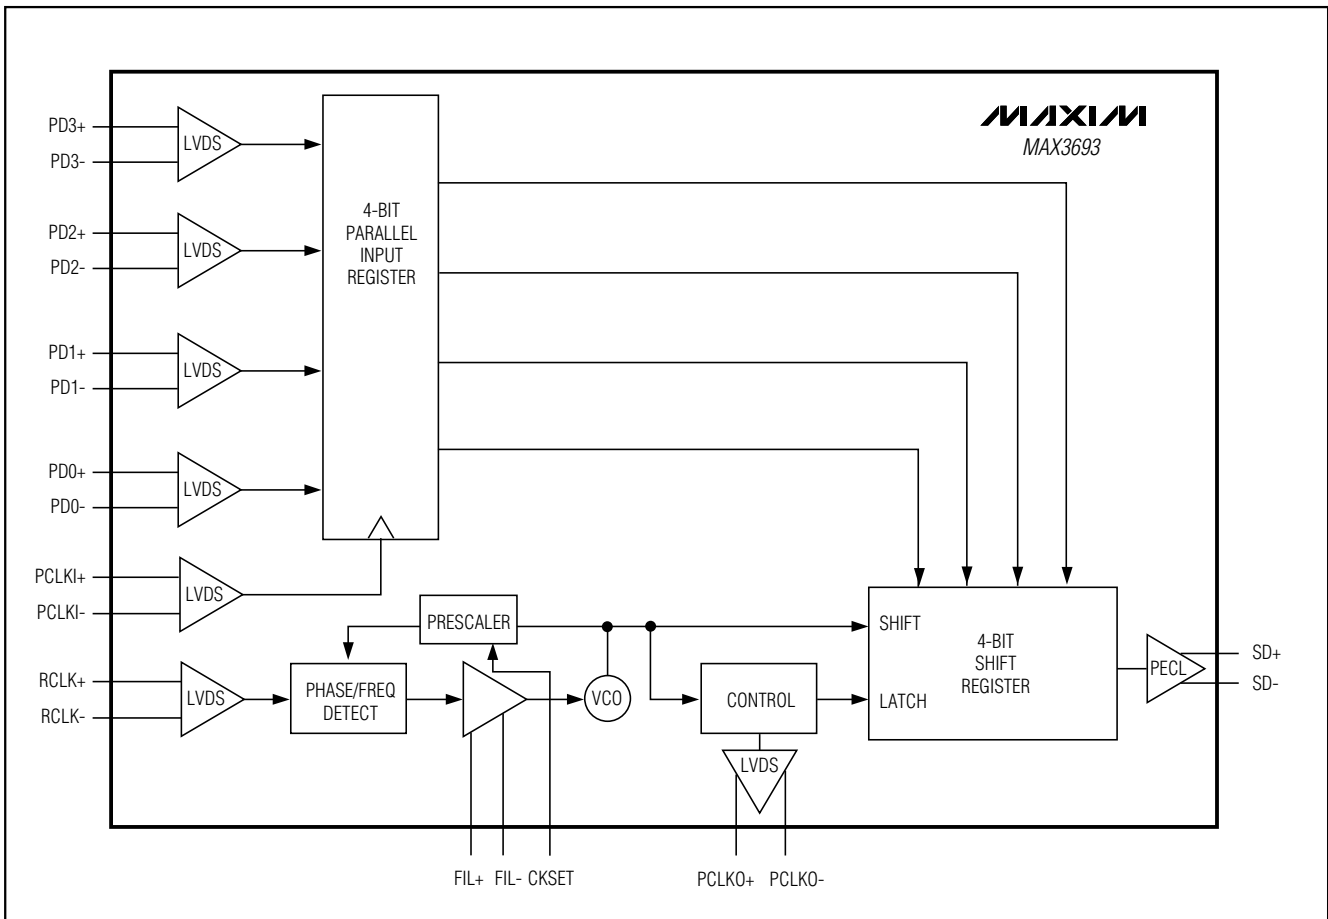 MAXIM
MAX3693
PD3+
PD3-
LVDS
PD2+
PD2-
LVDS
PD1+
PD1-
LVDS
PD0+
PD0-
LVDS
4-BIT
PARALLEL
INPUT
REGISTER
PCLKI+
PCLKI-
LVDS
RCLK+
RCLK-
LVDS
PRESCALER
PHASE/FREQ
DETECT
VCO
CONTROL
LVDS
SHIFT
LATCH
4-BIT
SHIFT
REGISTER
PECL
SD+
SD-
FIL+
FIL-
CKSET
PCLKO+
PCLKO-